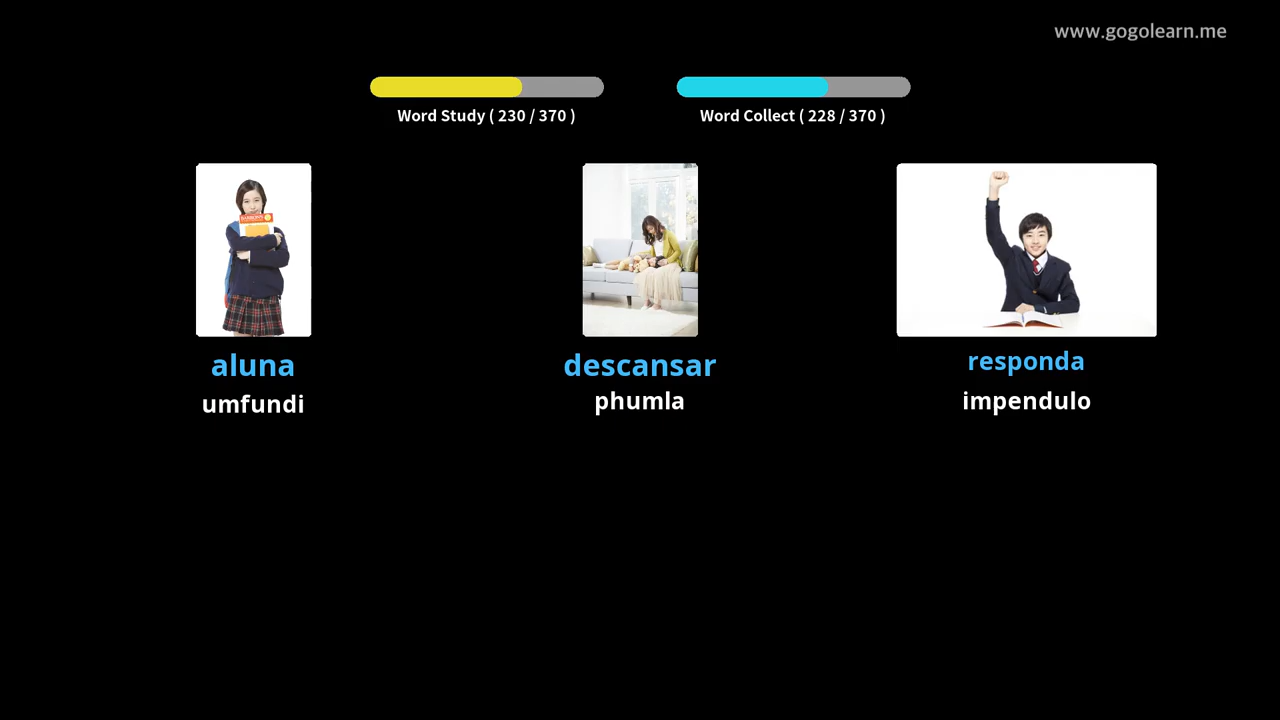 www.gogolearn.me
Word Study ( 230 / 370 )
Word Collect ( 228 / 370 )
aluna
descansar
responda
umfundi
phumla
impendulo